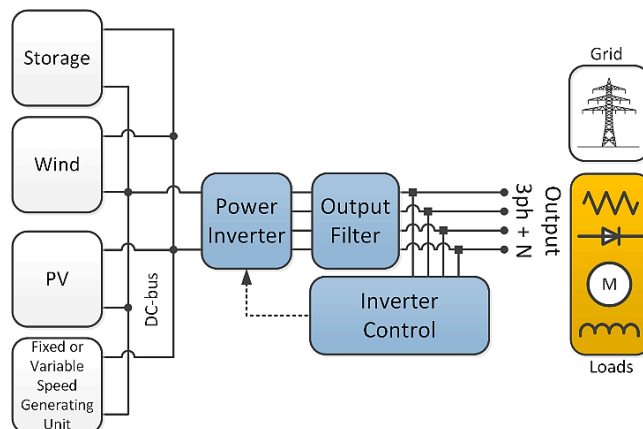 Storage
Wind
PV
Fixed or
Variable
Speed
Generating
Unit
DC-bus
Power
Inverter
Output
Filter
Inverter
Control
3ph + N
Output
Grid
M
Loads